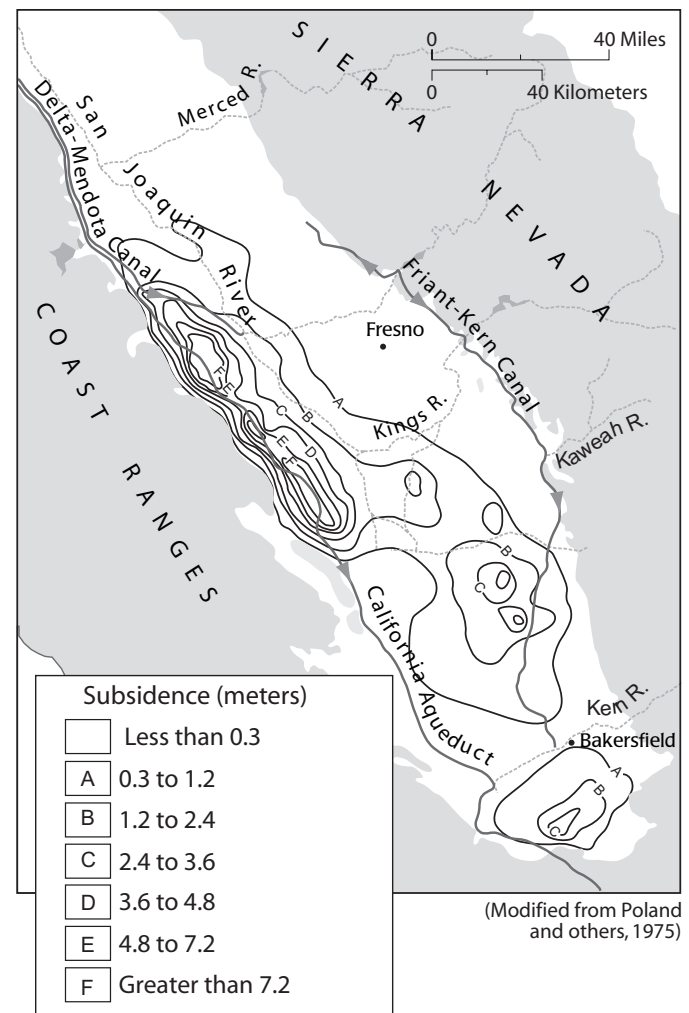 SIERRA
NEVADA
0 40 Miles
0 40 Kilometers
Merced R.
San Joaquin River
Delta-Mendota Canal
Friant-Kern Canal
Fresno
Kings R.
Kaweah R.
COAST RANGES
A
B
C
D
E
F
E
F
B
C
California Aqueduct
Kern R.
Bakersfield
A
B
C
Subsidence (meters)
Less than 0.3
A 0.3 to 1.2
B 1.2 to 2.4
C 2.4 to 3.6
D 3.6 to 4.8
E 4.8 to 7.2
F Greater than 7.2
(Modified from Poland
and others, 1975)